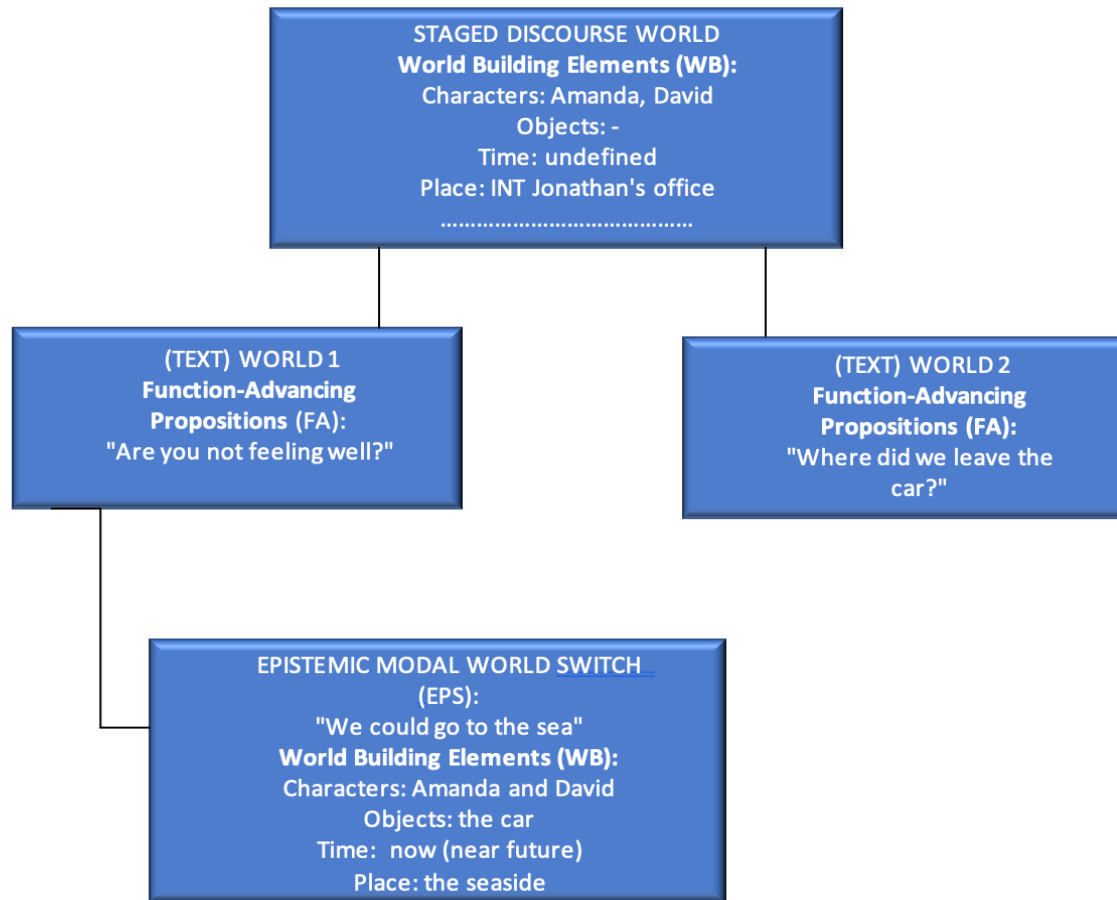 STAGED DISCOURSE WORLD
World Building Elements (WB):
Characters: Amanda, David
Objects: -
Time: undefined
Place: INT Jonathan's office
...........................................
(TEXT) WORLD 1
Function-Advancing
Propositions (FA):
"Are you not feeling well?"
(TEXT) WORLD 2
Function-Advancing
Propositions (FA):
"Where did we leave the
car?"
EPISTEMIC MODAL WORLD SWITCH
(EPS):
"We could go to the sea"
World Building Elements (WB):
Characters: Amanda and David
Objects: the car
Time:  now (near future)
Place: the seaside